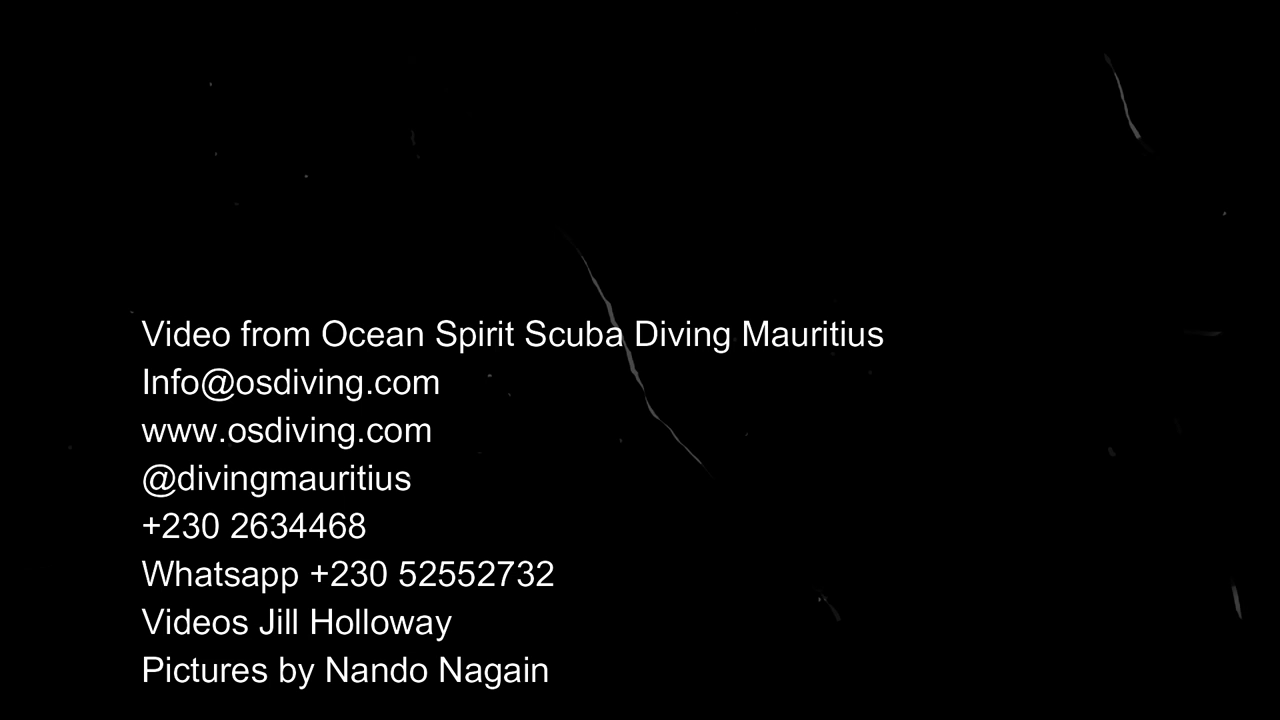 Video from Ocean Spirit Scuba Diving Mauritius
Info@osdiving.com
www.osdiving.com
@divingmauritius
+230 2634468
Whatsapp +230 52552732
Videos Jill Holloway
Pictures by Nando Nagain